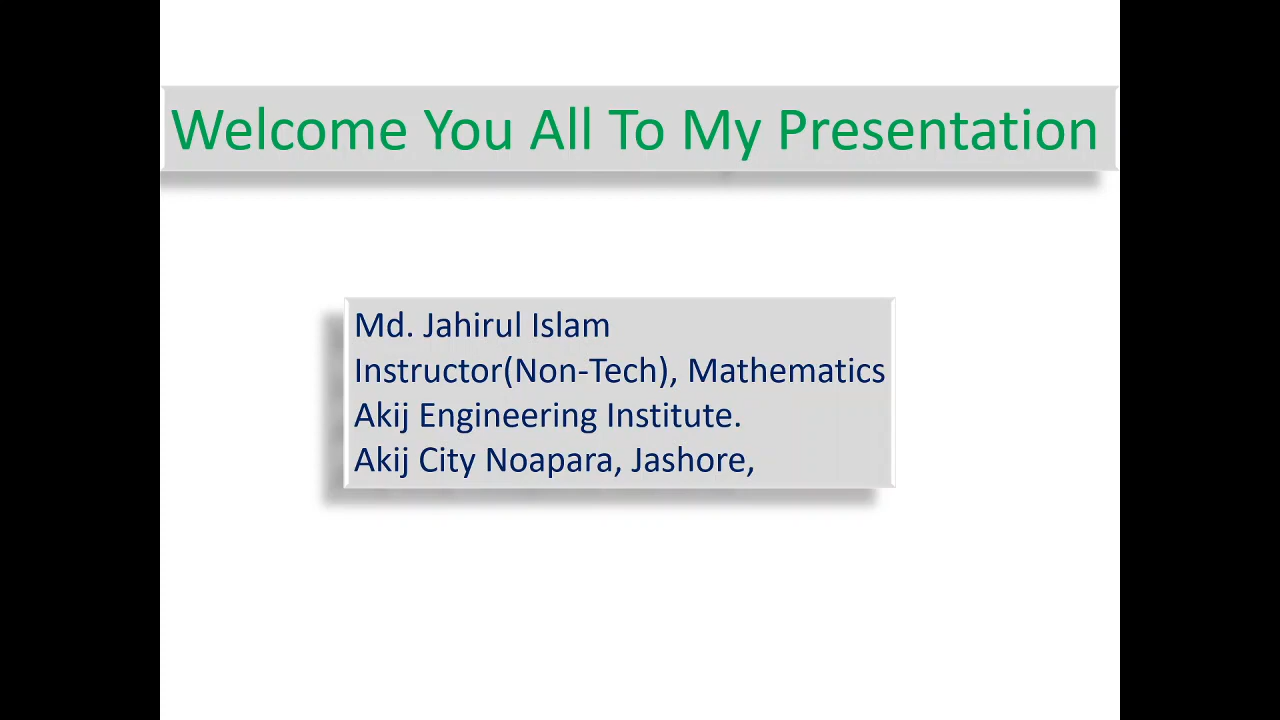 Welcome You All To My Presentation
Md. Jahirul Islam
Instructor(Non-Tech), Mathematics
Akij Engineering Institute.
Akij City Noapara, Jashore,